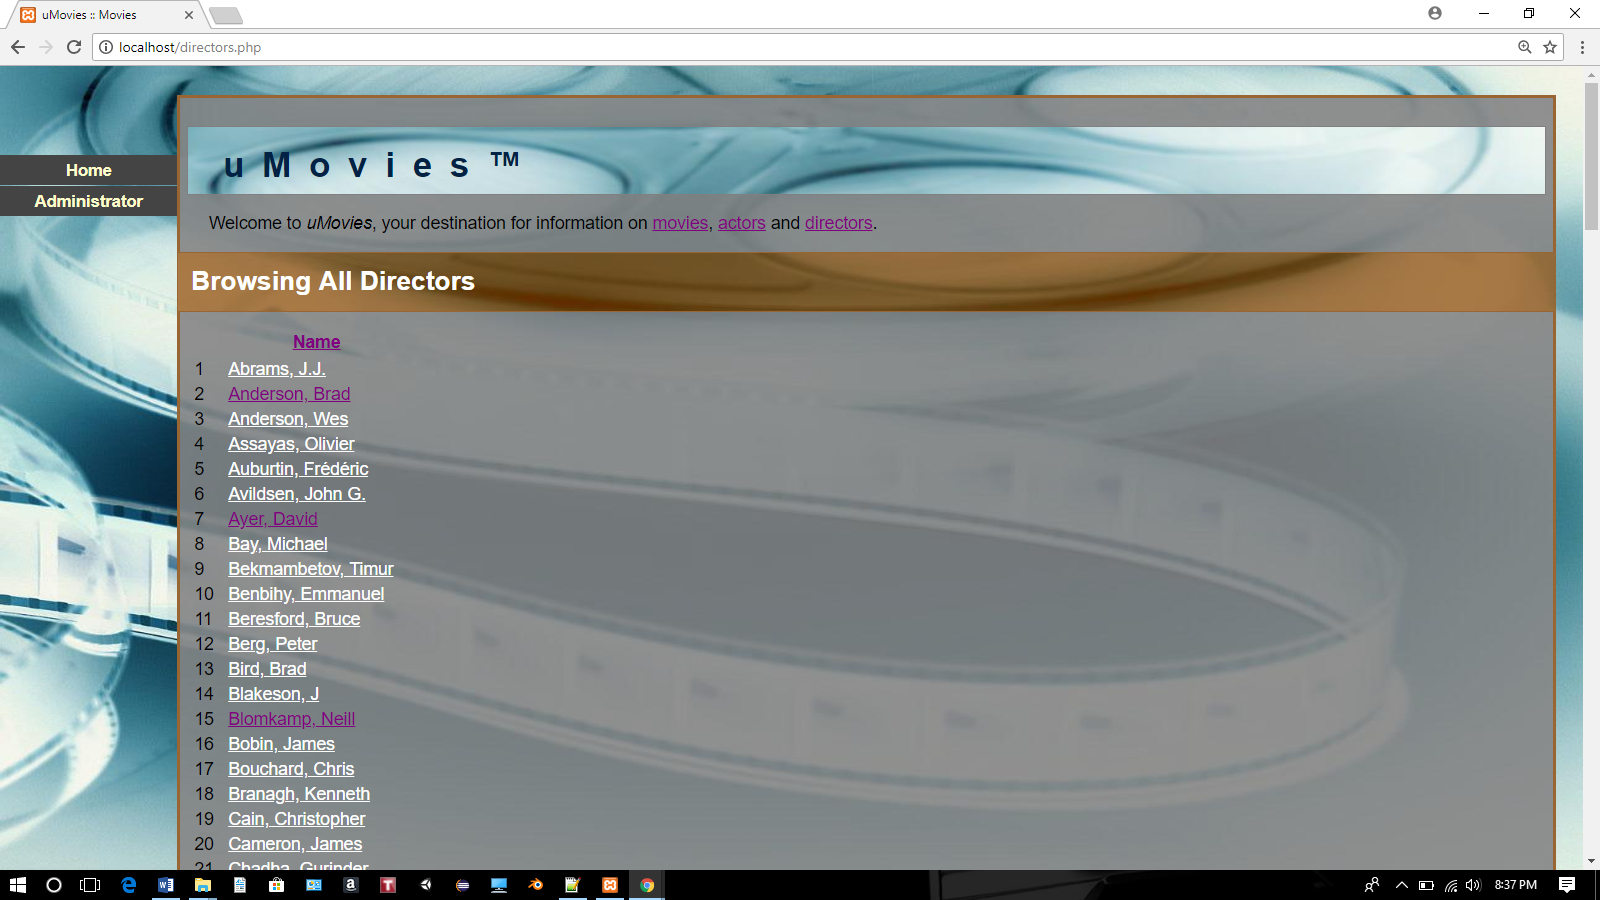 uMovies :: Movies
localhost/directors.php
Home
Administrator
u M o v i e s ™
Welcome to uMovies, your destination for information on movies, actors and directors.
Browsing All Directors
Name
1 Abrams, J.J.
2 Anderson, Brad
3 Anderson, Wes
4 Assayas, Olivier
5 Auburtin, Frédéric
6 Avildsen, John G.
7 Ayer, David
8 Bay, Michael
9 Bekmambetov, Timur
10 Benbihy, Emmanuel
11 Beresford, Bruce
12 Berg, Peter
13 Bird, Brad
14 Blakeson, J
15 Blomkamp, Neill
16 Bobin, James
17 Bouchard, Chris
18 Branagh, Kenneth
19 Cain, Christopher
20 Cameron, James
21 Chadha, Gurinder
8:37 PM